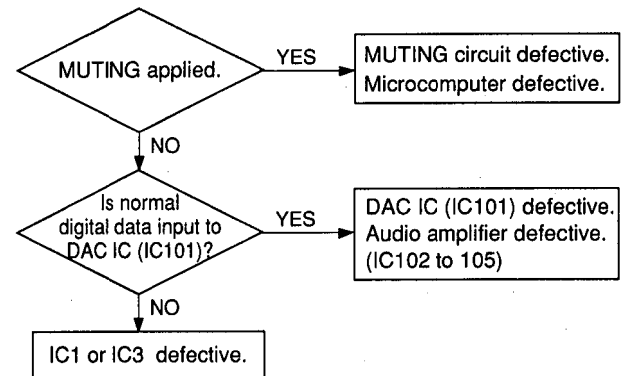 MUTING applied.
YES
MUTING circuit defective.
Microcomputer defective.
NO
Is normal
digital data input to
DAC IC (IC101)?
YES
DAC IC (IC101) defective.
Audio amplifier defective.
(IC102 to 105)
NO
IC1 or IC3 defective.